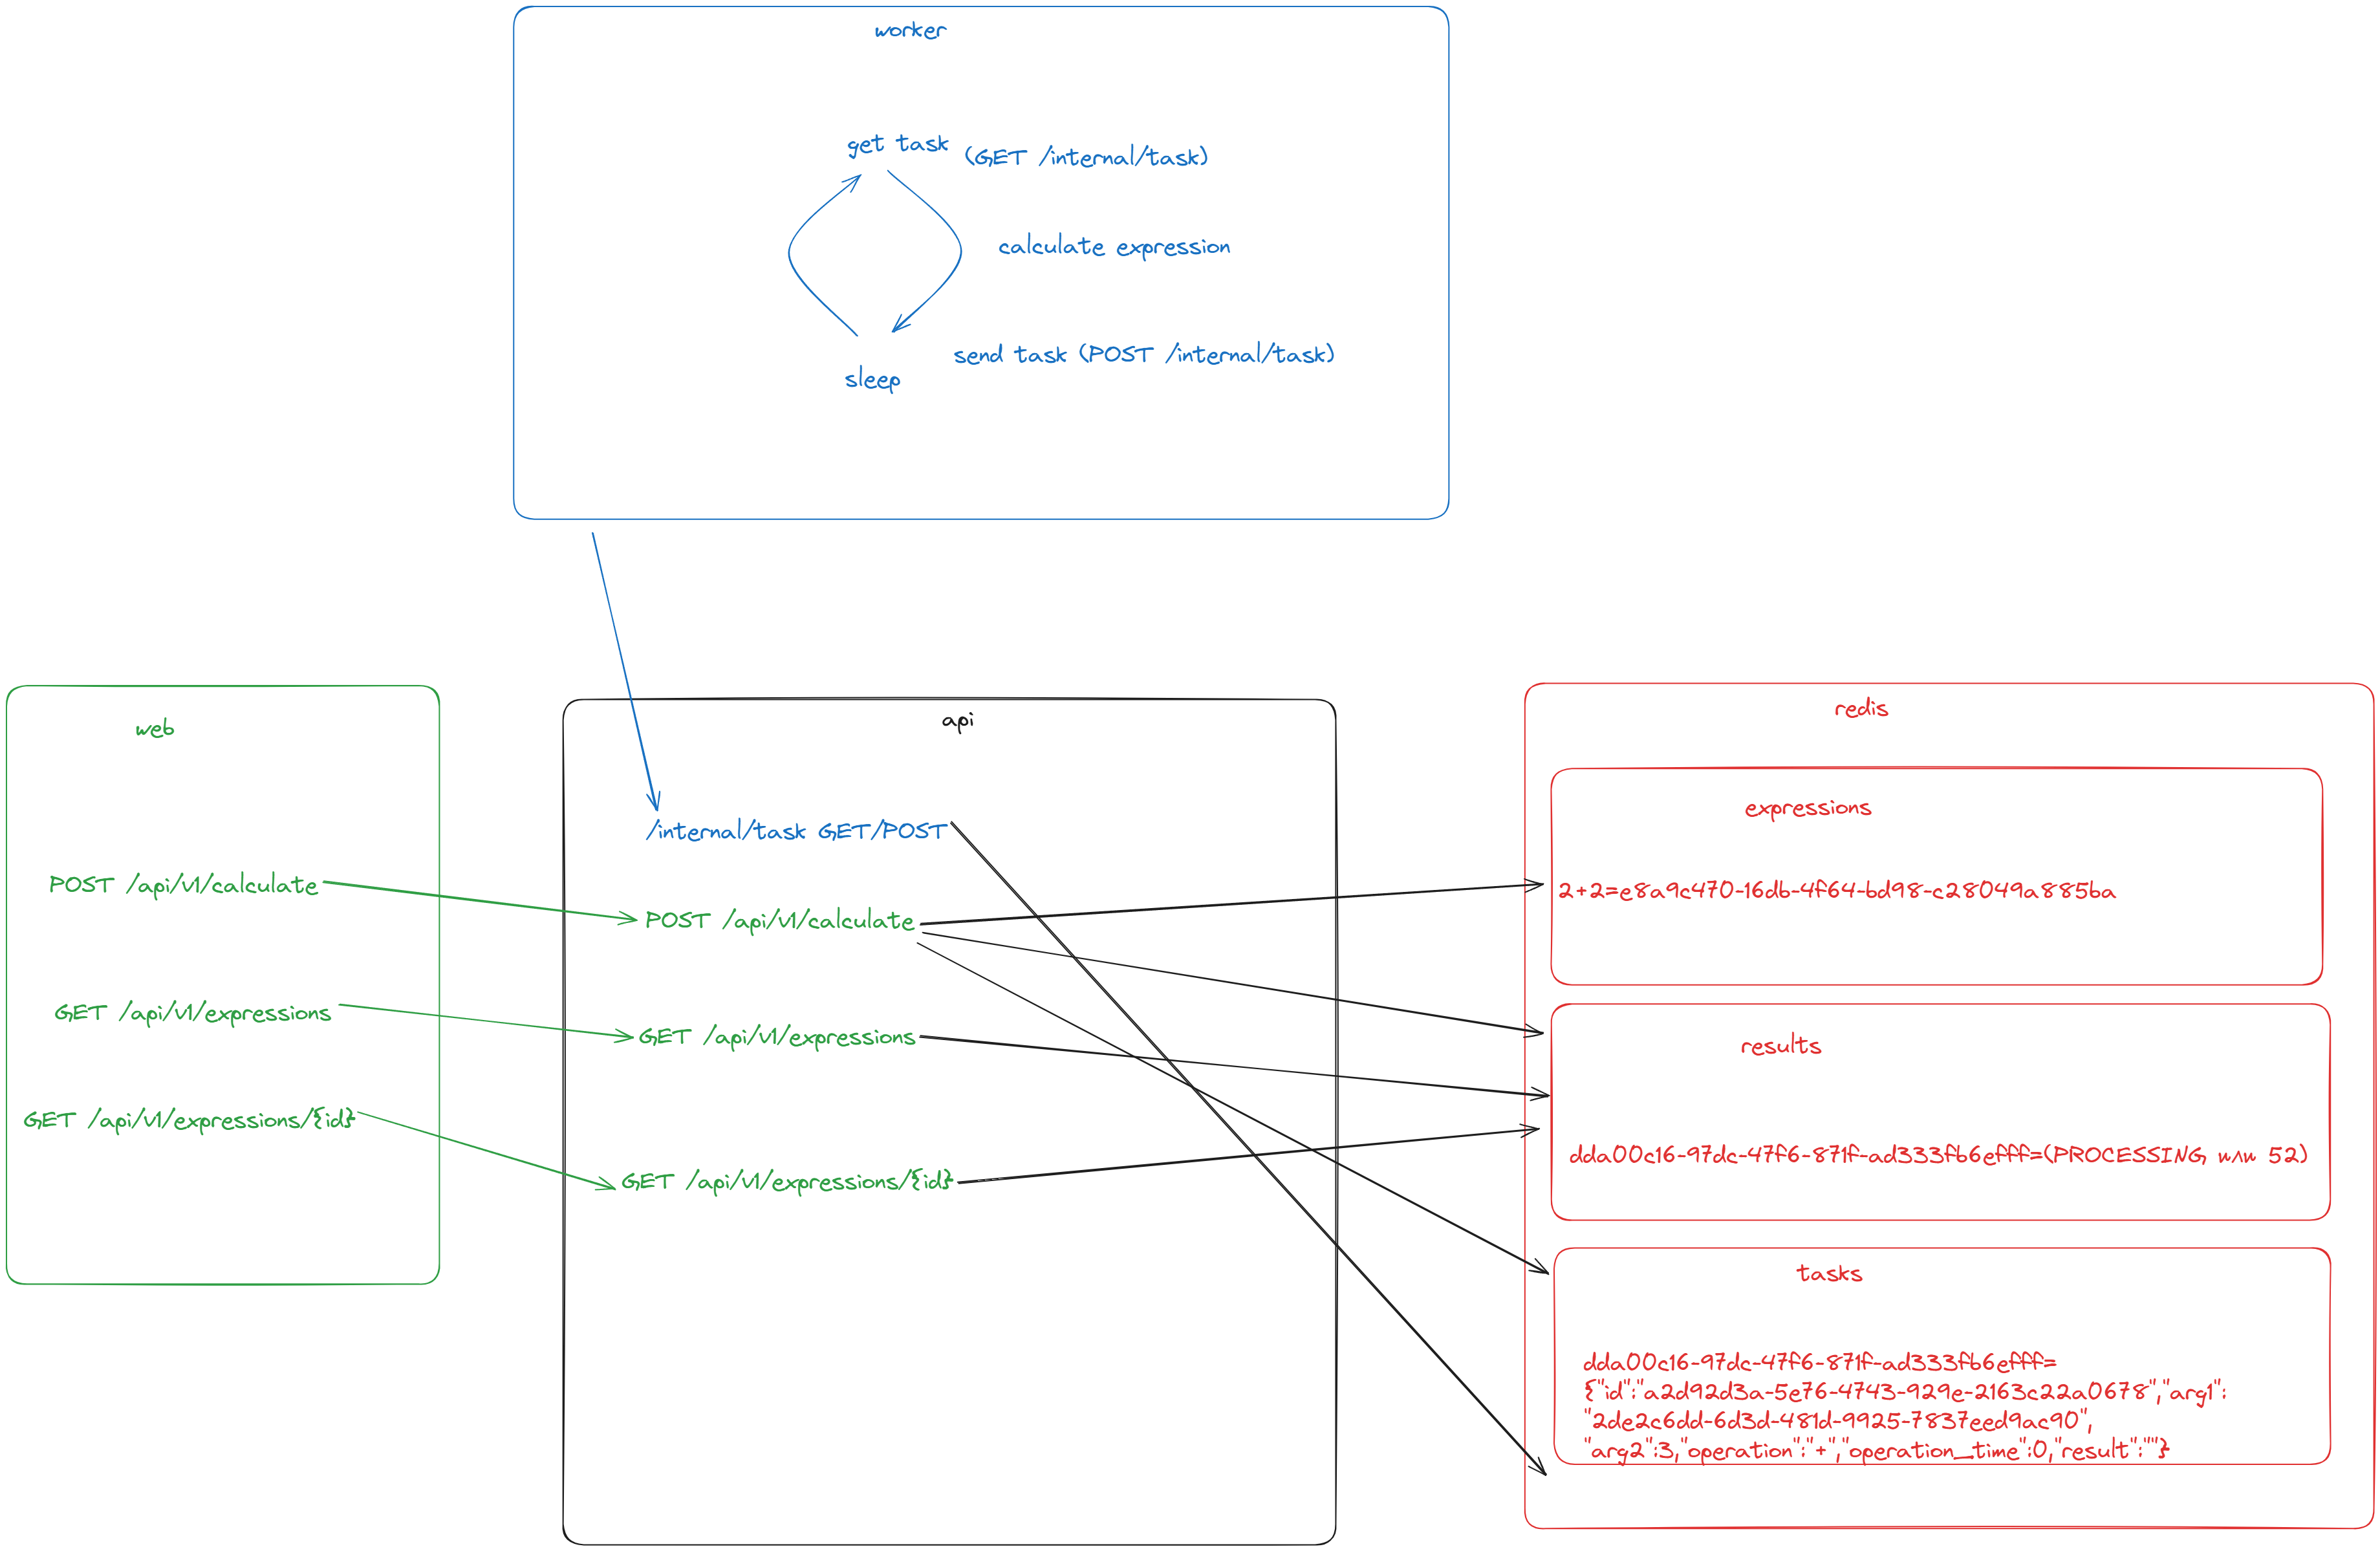 worker
get task (GET /internal/task)
calculate expression
send task (POST /internal/task)
sleep
web
POST /api/v1/calculate
GET /api/v1/expressions
GET /api/v1/expressions/{id}
api
/internal/task GET/POST
POST /api/v1/calculate
GET /api/v1/expressions
GET /api/v1/expressions/{id}
redis
expressions
2+2=e8a9c470-16db-4f64-bd98-c28049a885ba
results
dda00c16-97dc-47f6-871f-ad333fb6efff=(PROCESSING или 52)
tasks
dda00c16-97dc-47f6-871f-ad333fb6efff=
{"id":"a2d92d3a-5e76-4743-929e-2163c22a0678","arg1":
"2de2c6dd-6d3d-481d-9925-7837eed9ac90",
"arg2":3,"operation":"+","operation_time":0,"result":""}